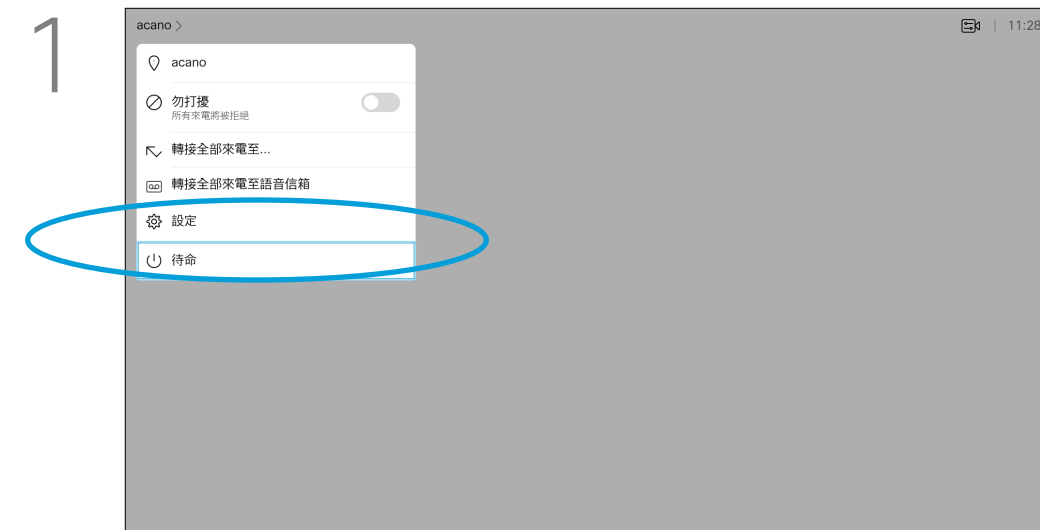 1
acano >
| 11:28
acano
勿打擾
所有來電將被拒絕
轉接全部來電至...
轉接全部來電至語音信箱
設定
待命